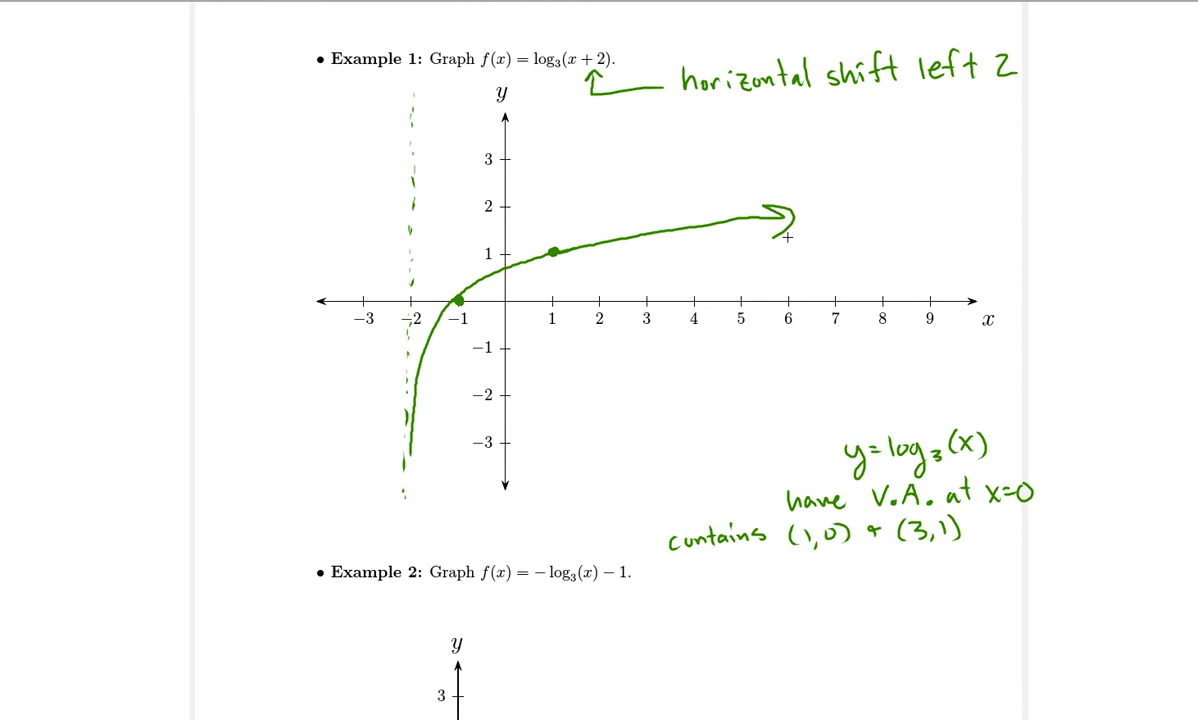 • Example 1: Graph f(x) = log₃(x + 2).
horizontal shift left 2
y
3
2
1
−3 −2 −1 1 2 3 4 5 6 7 8 9 x
−1
−2
−3
y=log₃(x)
have V.A. at x=0
contains (1,0) & (3,1)
• Example 2: Graph f(x) = − log₃(x) − 1.
y
3